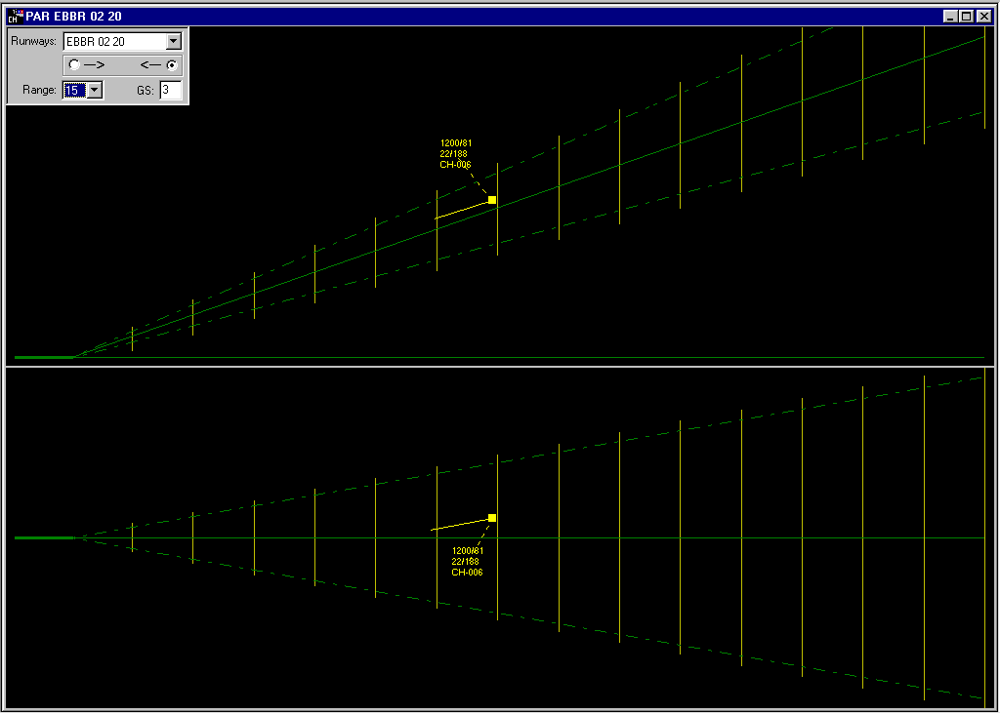 PAR EBBR 02 20
Runways: EBBR 02 20
--> <--
Range: 15 GS: 3
1200/81
22/188
CH-006
1200/81
22/188
CH-006